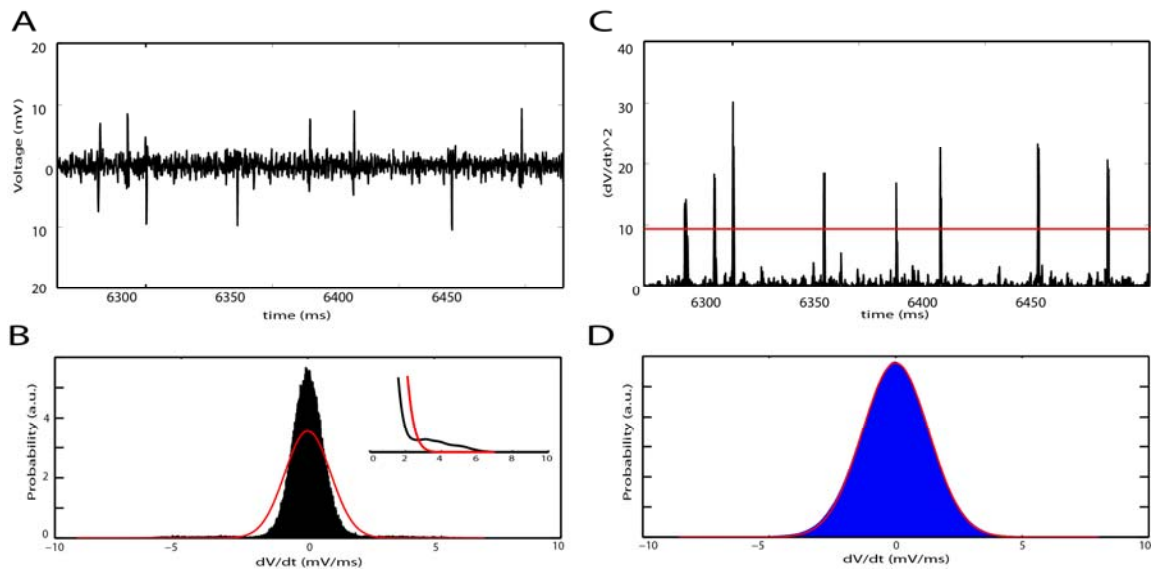 A
20
10
0
10
20
Voltage (mV)
6300 6350 6400 6450
time (ms)
C
40
30
20
10
0
(dV/dt)^2
6300 6350 6400 6450
time (ms)
B
4
2
0
Probability (a.u.)
−10 −5 0 5 10
dV/dt (mV/ms)
0 2 4 6 8 10
D
Probability (a.u.)
−10 −5 0 5 10
dV/dt (mV/ms)